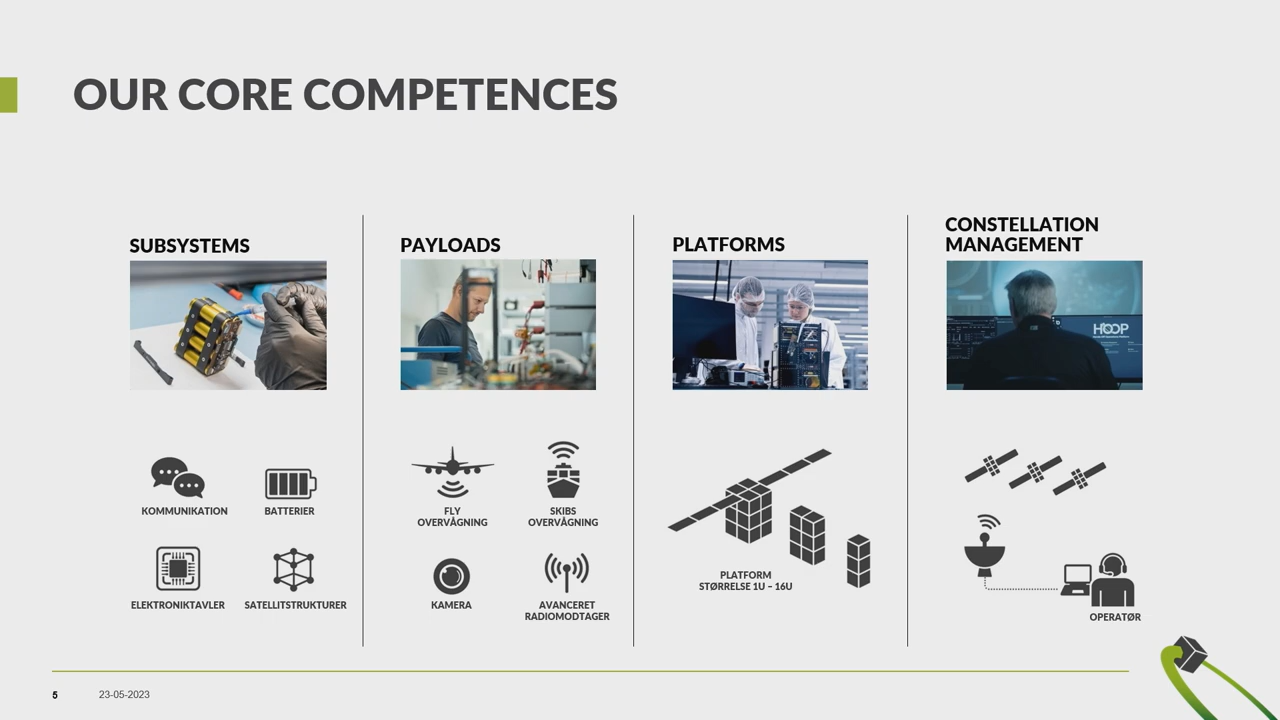 OUR CORE COMPETENCES
SUBSYSTEMS
KOMMUNIKATION
BATTERIER
ELEKTRONIKTAVLER
SATELLITSTRUKTURER
PAYLOADS
FLY
OVERVÅGNING
SKIBS
OVERVÅGNING
KAMERA
AVANCERET
RADIOMODTAGER
PLATFORMS
PLATFORM
STØRRELSE 1U – 16U
CONSTELLATION
MANAGEMENT
HOOP
OPERATØR
5
23-05-2023